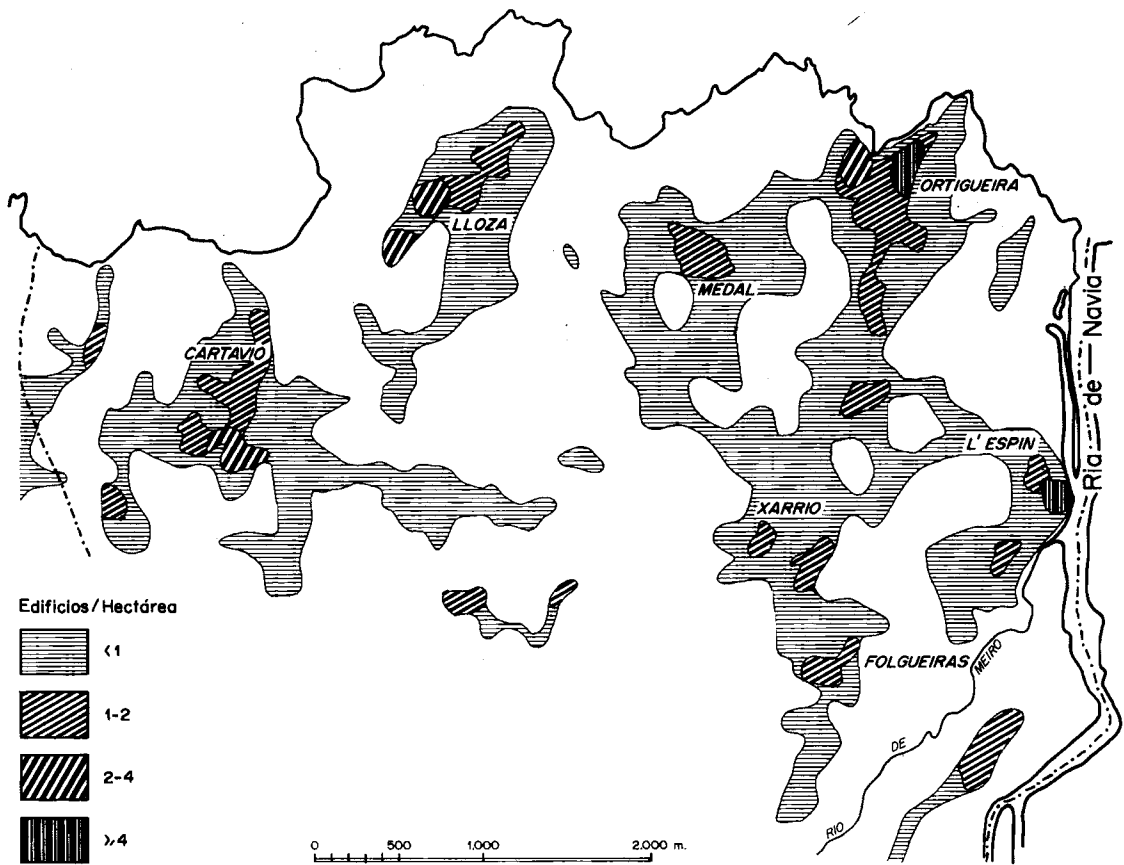 ORTIGUEIRA
LLOZA
MEDAL
CARTAVIO
Ria de Navia
L' ESPIN
XARRIO
FOLGUEIRAS
RIO DE MEIRO
Edificios/Hectárea
<1
1-2
2-4
≥4
0 500 1.000 2.000 m.